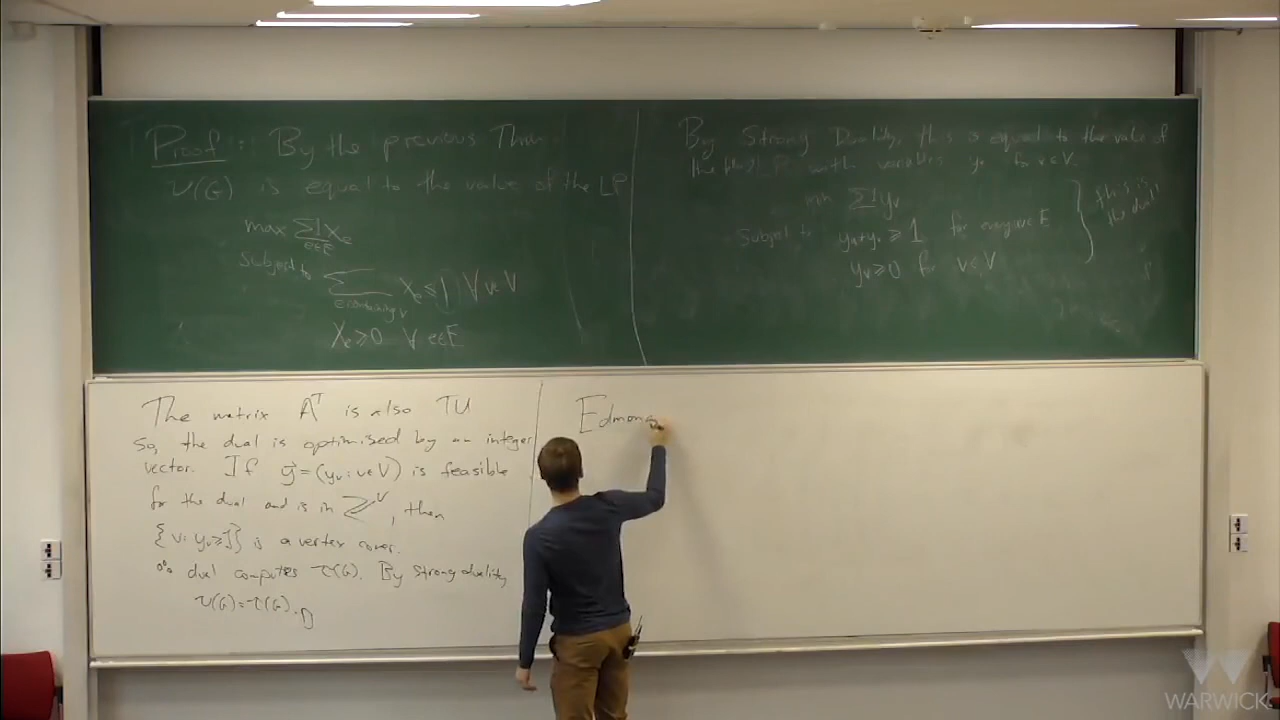 Proof: By the previous Thm
ν(G) is equal to the value of the LP
max ∑ xₑ
e∈E
Subject to
∑ xₑ ≤ 1 ∀ v∈V
e containing v
xₑ ≥ 0 ∀ e∈E
By Strong Duality, this is equal to the value of
the with variables yᵥ for v∈V.
min ∑ yᵥ
Subject to yᵤ+yᵥ ≥ 1 for every uv∈E
yᵥ ≥ 0 for v∈V
this is
the dual
The matrix Aᵀ is also TU
So, the dual is optimised by an integer
vector. If y⃗ = (yᵥ : v∈V) is feasible
for the dual and is in ℤⱽ, then
{v: yᵥ ≥ 1} is a vertex cover.
∴ dual computes τ(G). By strong duality
ν(G) = τ(G). □
Edmon
WARWICK